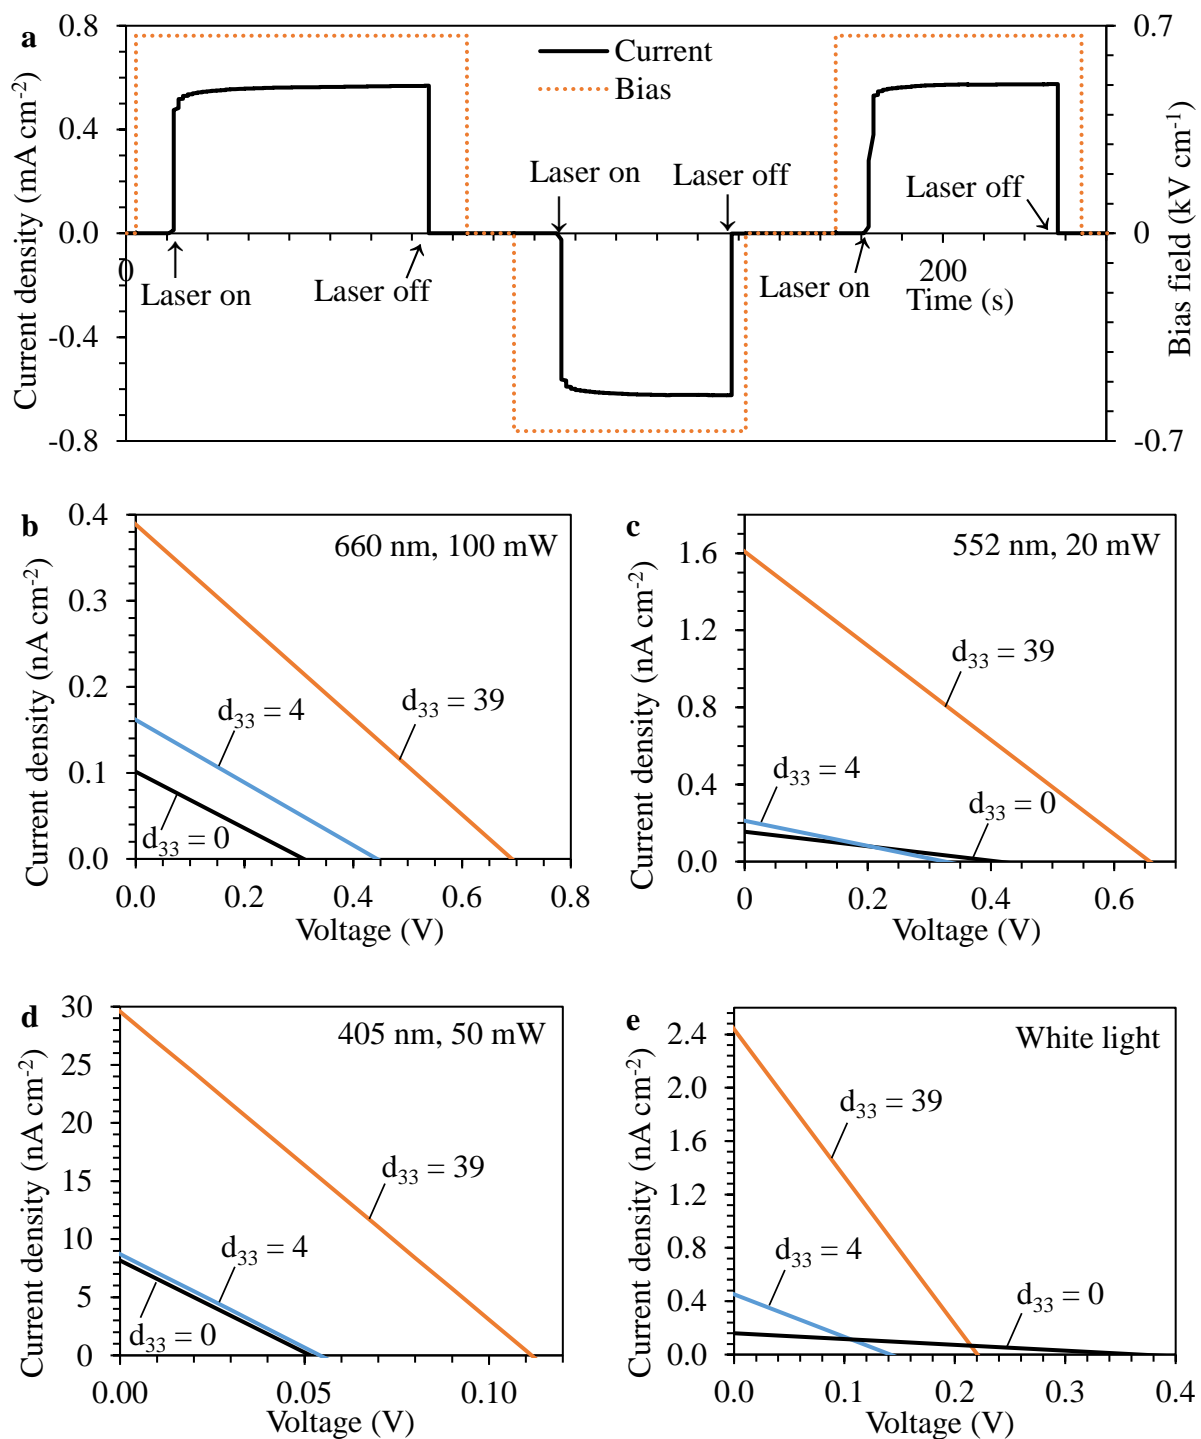 a
Current density (mA cm-2)
0.8
0.4
0.0
-0.4
-0.8
Current
Bias
0.7
0
-0.7
Bias field (kV cm-1)
Laser on
Laser off
Laser on
Laser off
Laser on
Laser off
0
200
Time (s)
b
660 nm, 100 mW
Current density (nA cm-2)
0.4
0.3
0.2
0.1
0.0
d33 = 39
d33 = 4
d33 = 0
0.0 0.2 0.4 0.6 0.8
Voltage (V)
c
552 nm, 20 mW
Current density (nA cm-2)
1.6
1.2
0.8
0.4
0.0
d33 = 39
d33 = 4
d33 = 0
0 0.2 0.4 0.6
Voltage (V)
d
405 nm, 50 mW
Current density (nA cm-2)
30
25
20
15
10
5
0
d33 = 39
d33 = 4
d33 = 0
0.00 0.05 0.10
Voltage (V)
e
White light
Current density (nA cm-2)
2.4
2.0
1.6
1.2
0.8
0.4
0.0
d33 = 39
d33 = 4
d33 = 0
0.0 0.1 0.2 0.3 0.4
Voltage (V)